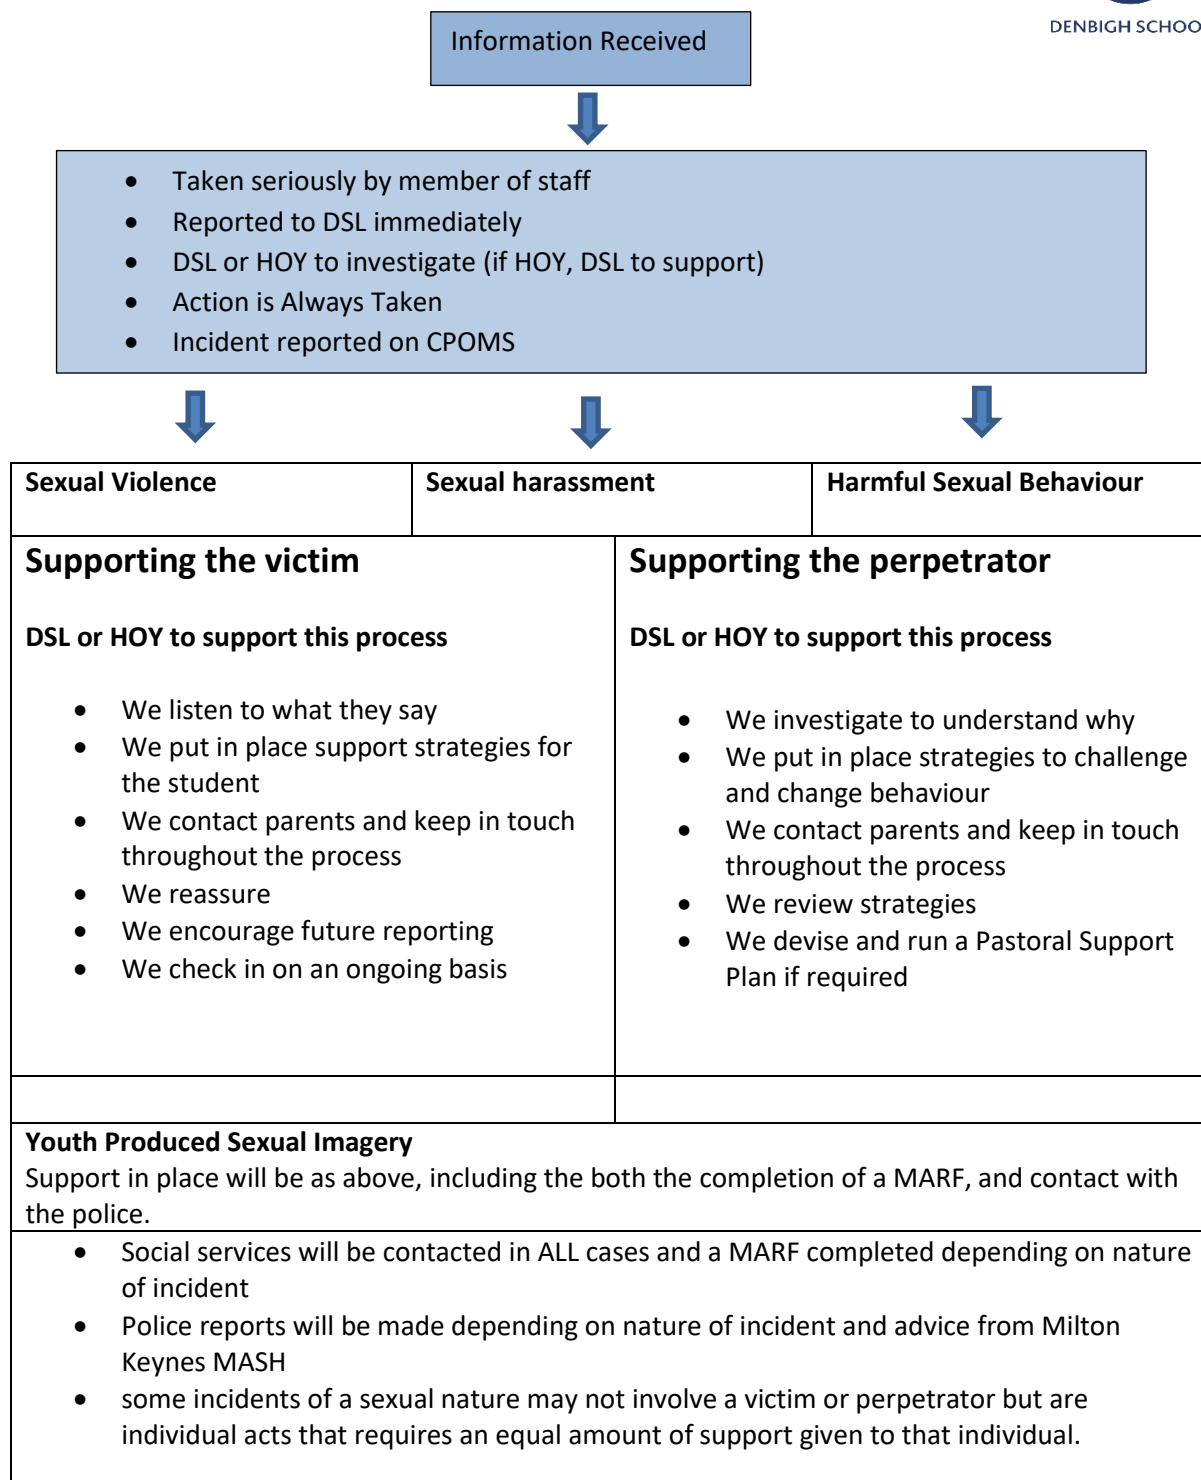 DENBIGH SCHOO
Information Received
• Taken seriously by member of staff
• Reported to DSL immediately
• DSL or HOY to investigate (if HOY, DSL to support)
• Action is Always Taken
• Incident reported on CPOMS
Sexual Violence
Sexual harassment
Harmful Sexual Behaviour
Supporting the victim
DSL or HOY to support this process
• We listen to what they say
• We put in place support strategies for
the student
• We contact parents and keep in touch
throughout the process
• We reassure
• We encourage future reporting
• We check in on an ongoing basis
Supporting the perpetrator
DSL or HOY to support this process
• We investigate to understand why
• We put in place strategies to challenge
and change behaviour
• We contact parents and keep in touch
throughout the process
• We review strategies
• We devise and run a Pastoral Support
Plan if required
Youth Produced Sexual Imagery
Support in place will be as above, including the both the completion of a MARF, and contact with
the police.
• Social services will be contacted in ALL cases and a MARF completed depending on nature
of incident
• Police reports will be made depending on nature of incident and advice from Milton
Keynes MASH
• some incidents of a sexual nature may not involve a victim or perpetrator but are
individual acts that requires an equal amount of support given to that individual.